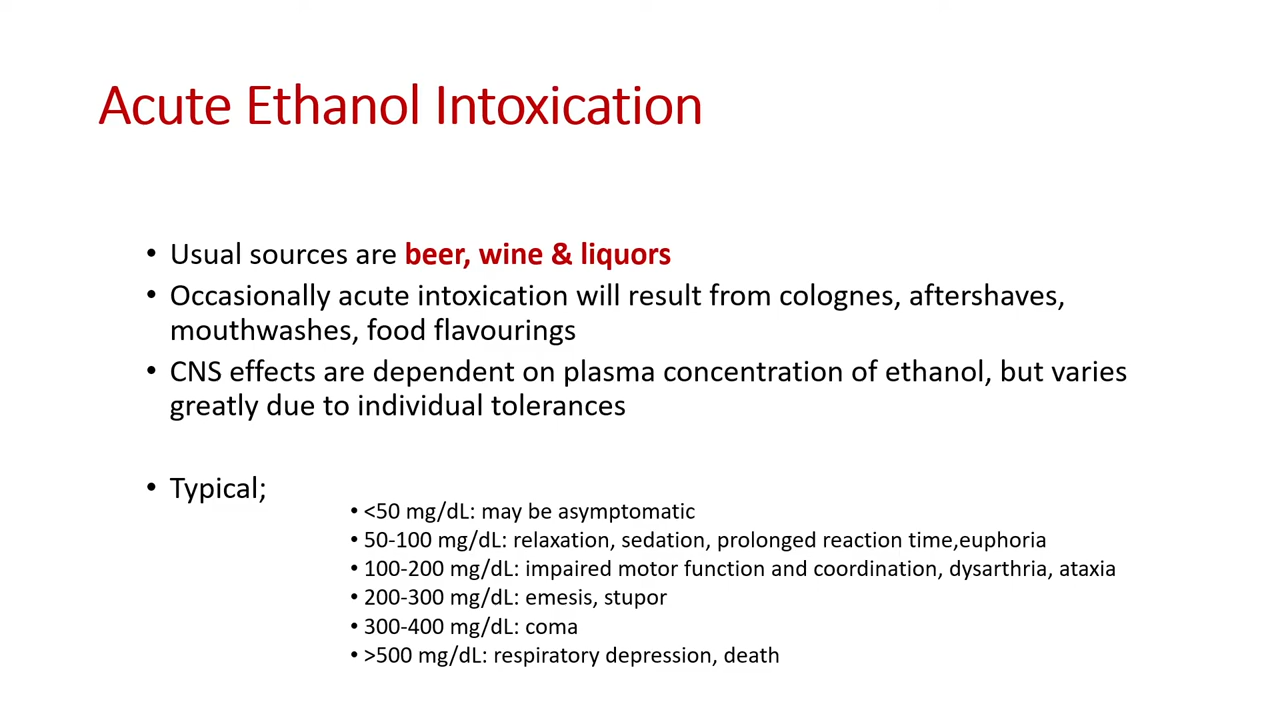 Acute Ethanol Intoxication
• Usual sources are beer, wine & liquors
• Occasionally acute intoxication will result from colognes, aftershaves,
mouthwashes, food flavourings
• CNS effects are dependent on plasma concentration of ethanol, but varies
greatly due to individual tolerances
• Typical;
• <50 mg/dL: may be asymptomatic
• 50-100 mg/dL: relaxation, sedation, prolonged reaction time,euphoria
• 100-200 mg/dL: impaired motor function and coordination, dysarthria, ataxia
• 200-300 mg/dL: emesis, stupor
• 300-400 mg/dL: coma
• >500 mg/dL: respiratory depression, death